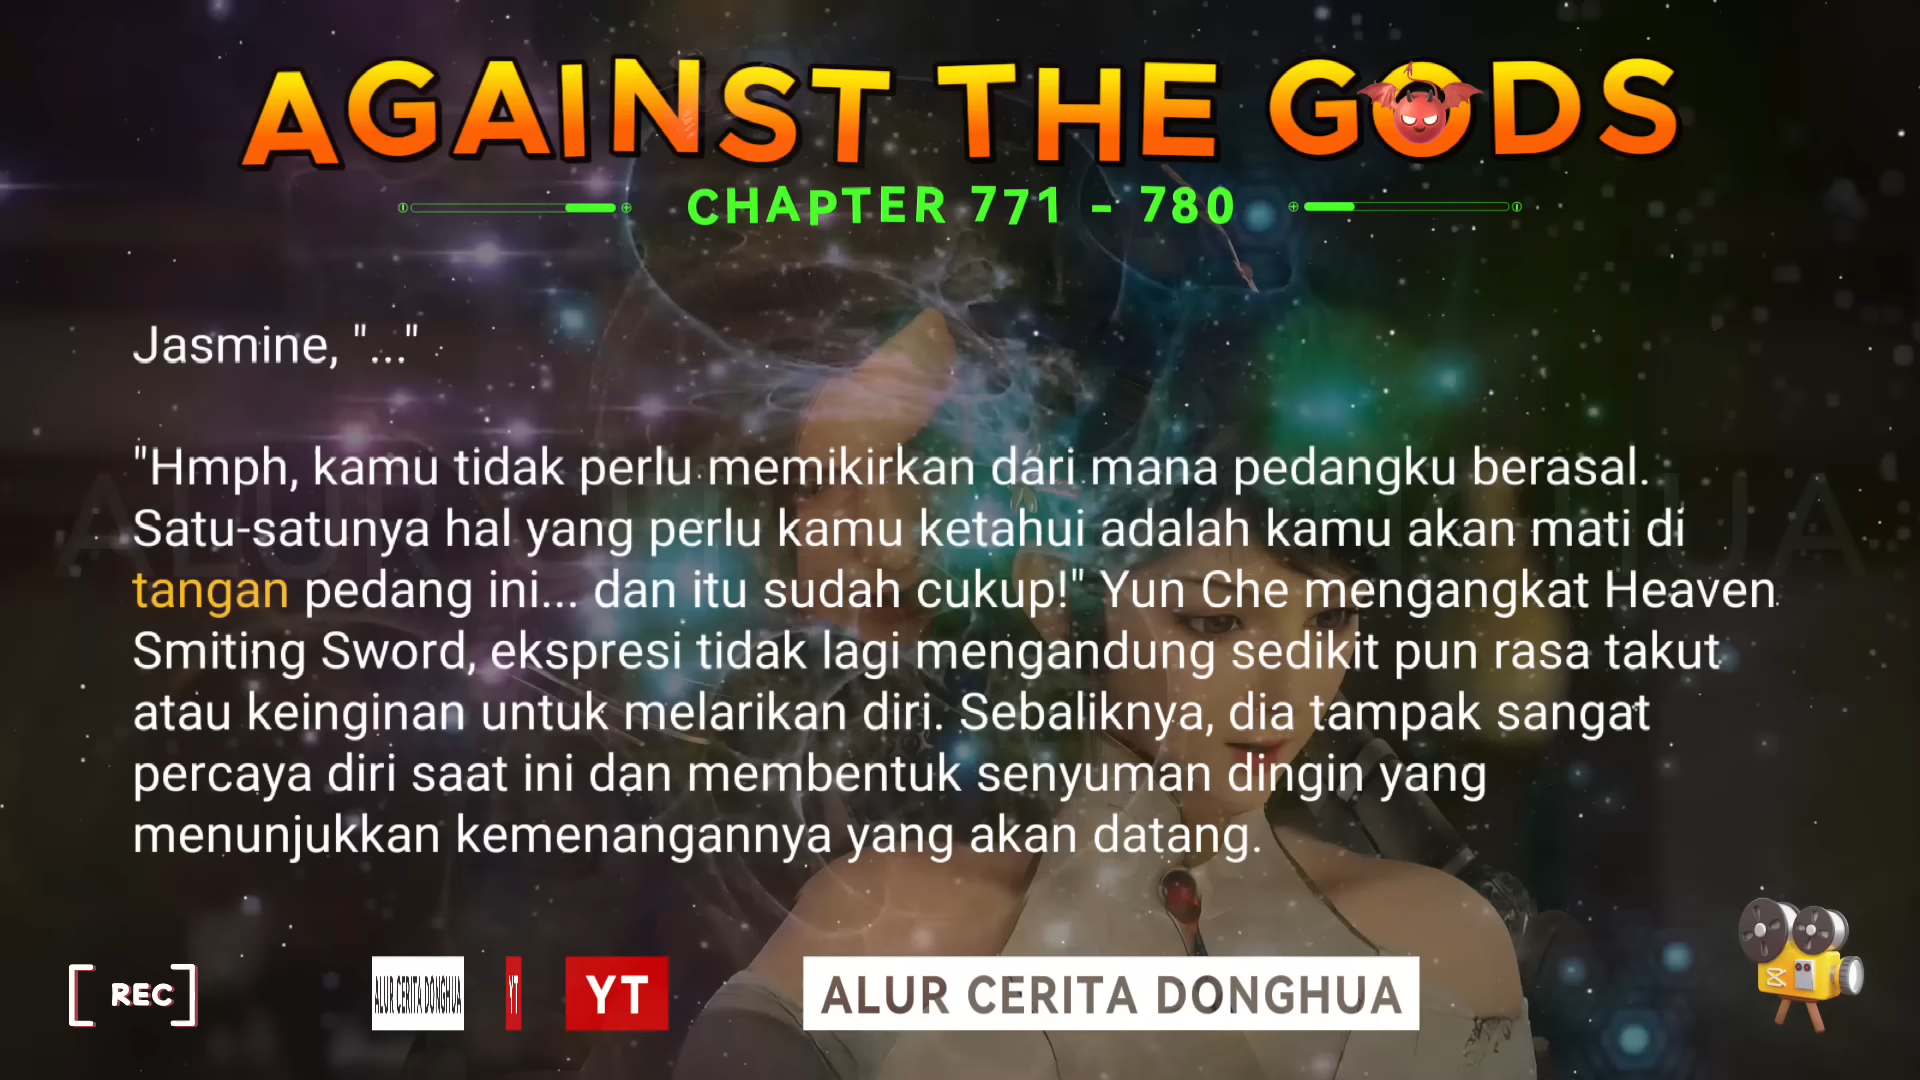 AGAINST THE GODS
CHAPTER 771 - 780
Jasmine, "..."
"Hmph, kamu tidak perlu memikirkan dari mana pedangku berasal.
Satu-satunya hal yang perlu kamu ketahui adalah kamu akan mati di
tangan pedang ini... dan itu sudah cukup!" Yun Che mengangkat Heaven
Smiting Sword, ekspresi tidak lagi mengandung sedikit pun rasa takut
atau keinginan untuk melarikan diri. Sebaliknya, dia tampak sangat
percaya diri saat ini dan membentuk senyuman dingin yang
menunjukkan kemenangannya yang akan datang.
REC
ALUR CERITA DONGHUA
YT
YT
ALUR CERITA DONGHUA